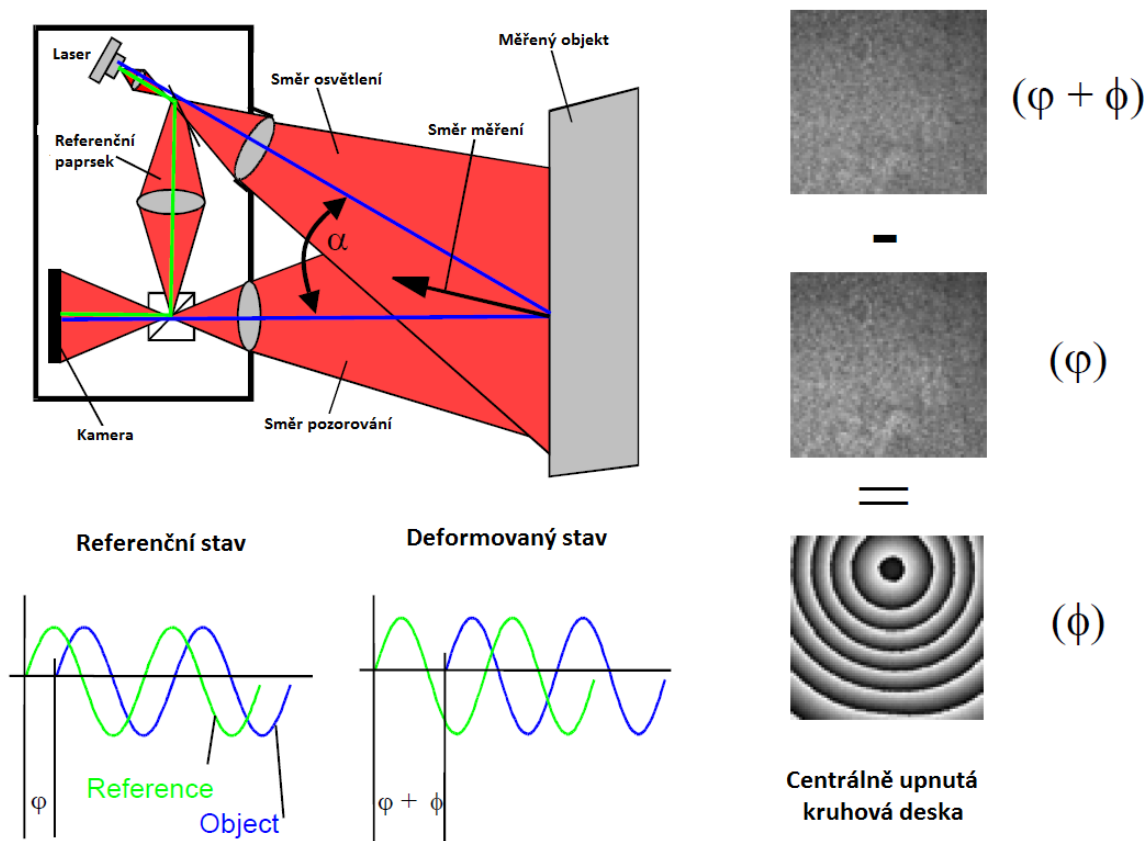 Laser
Směr osvětlení
Měřený objekt
Směr měření
Referenční
paprsek
α
Směr pozorování
Kamera
(φ + ϕ)
-
(φ)
=
(ϕ)
Centrálně upnutá
kruhová deska
Referenční stav
Deformovaný stav
Reference
Object
φ
φ + ϕ